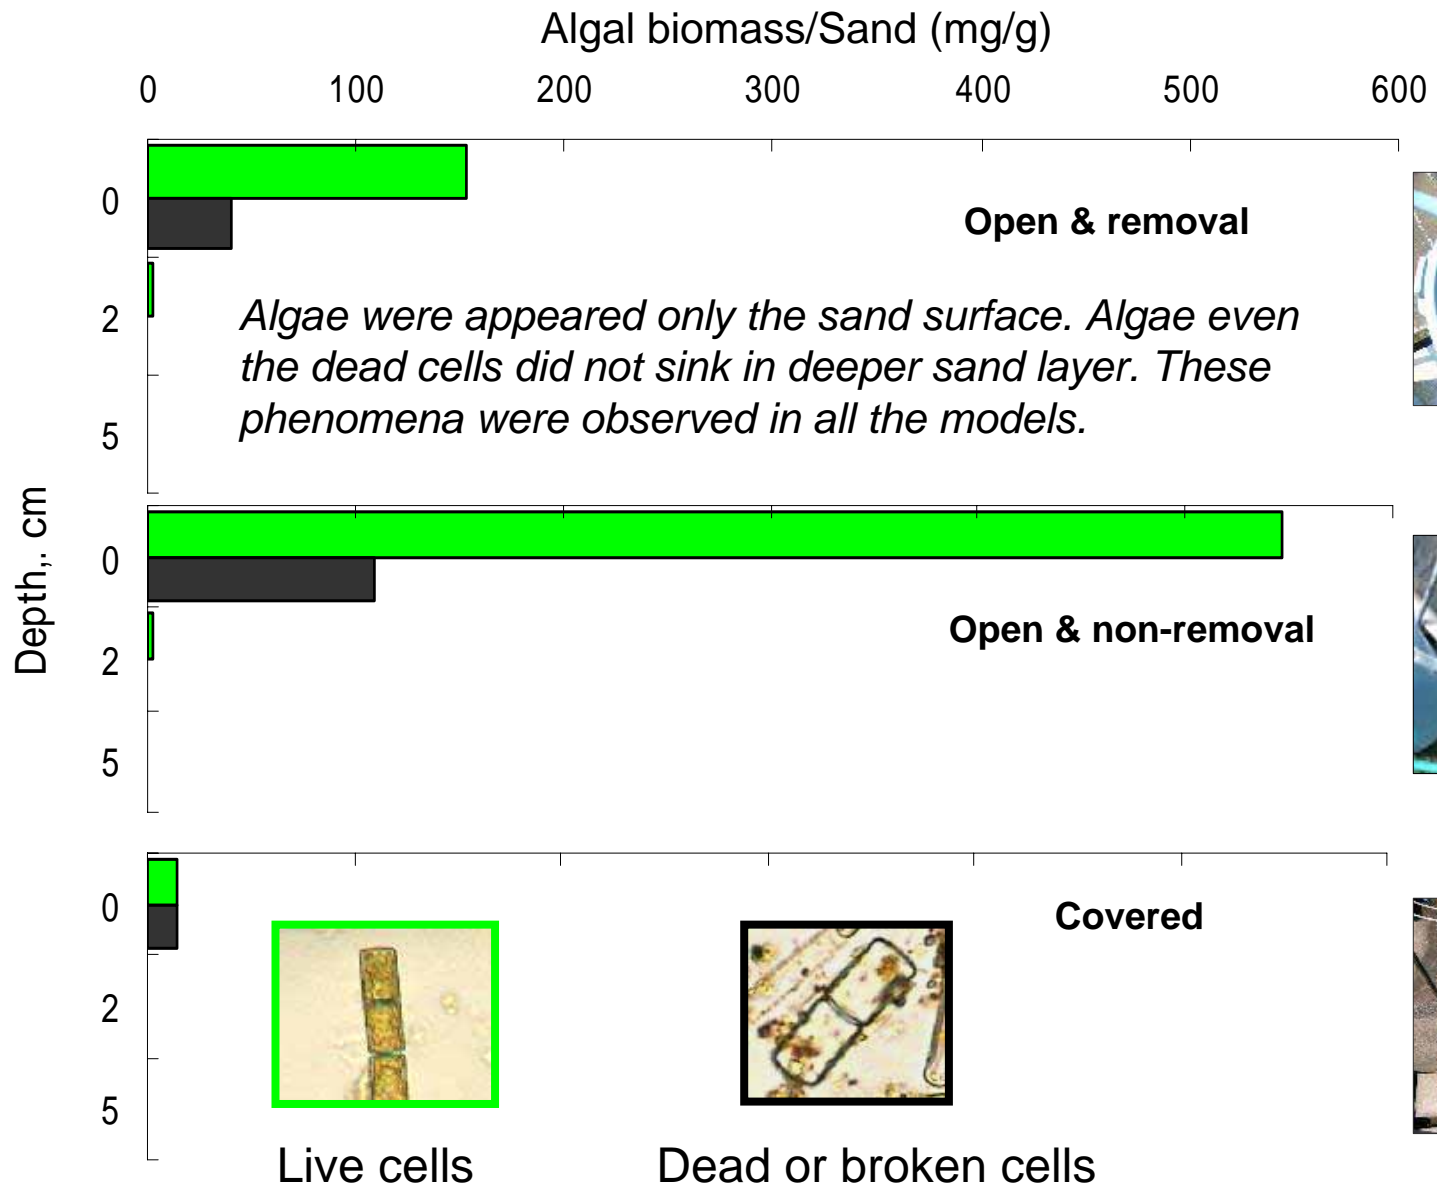 Algal biomass/Sand (mg/g)
0 100 200 300 400 500 600
0
Open & removal
2
Algae were appeared only the sand surface. Algae even
the dead cells did not sink in deeper sand layer. These
phenomena were observed in all the models.
5
Depth,. cm
0
Open & non-removal
2
5
0
Covered
2
5
Live cells
Dead or broken cells